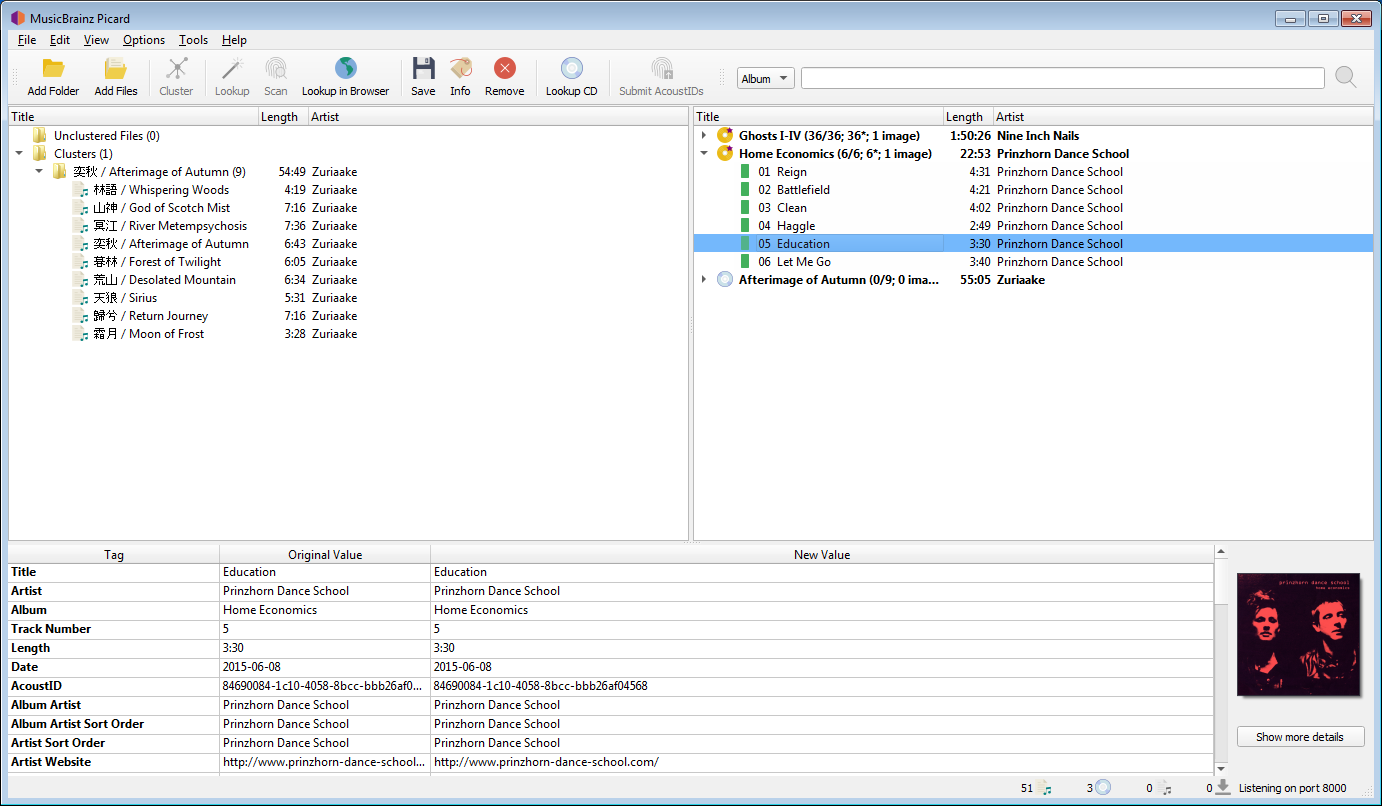 MusicBrainz Picard
File Edit View Options Tools Help
Add Folder Add Files Cluster Lookup Scan Lookup in Browser Save Info Remove Lookup CD Submit AcoustIDs Album
Title Length Artist
Unclustered Files (0)
Clusters (1)
奕秋 / Afterimage of Autumn (9) 54:49 Zuriaake
林語 / Whispering Woods 4:19 Zuriaake
山神 / God of Scotch Mist 7:16 Zuriaake
冥江 / River Metempsychosis 7:36 Zuriaake
奕秋 / Afterimage of Autumn 6:43 Zuriaake
暮林 / Forest of Twilight 6:05 Zuriaake
荒山 / Desolated Mountain 6:34 Zuriaake
天狼 / Sirius 5:31 Zuriaake
歸兮 / Return Journey 7:16 Zuriaake
霜月 / Moon of Frost 3:28 Zuriaake
Title Length Artist
Ghosts I-IV (36/36; 36*; 1 image) 1:50:26 Nine Inch Nails
Home Economics (6/6; 6*; 1 image) 22:53 Prinzhorn Dance School
01 Reign 4:31 Prinzhorn Dance School
02 Battlefield 4:21 Prinzhorn Dance School
03 Clean 4:02 Prinzhorn Dance School
04 Haggle 2:49 Prinzhorn Dance School
05 Education 3:30 Prinzhorn Dance School
06 Let Me Go 3:40 Prinzhorn Dance School
Afterimage of Autumn (0/9; 0 ima... 55:05 Zuriaake
Tag Original Value New Value
Title Education Education
Artist Prinzhorn Dance School Prinzhorn Dance School
Album Home Economics Home Economics
Track Number 5 5
Length 3:30 3:30
Date 2015-06-08 2015-06-08
AcoustID 84690084-1c10-4058-8bcc-bbb26af0... 84690084-1c10-4058-8bcc-bbb26af04568
Album Artist Prinzhorn Dance School Prinzhorn Dance School
Album Artist Sort Order Prinzhorn Dance School Prinzhorn Dance School
Artist Sort Order Prinzhorn Dance School Prinzhorn Dance School
Artist Website http://www.prinzhorn-dance-school... http://www.prinzhorn-dance-school.com/
prinzhorn dance school
home economics
Show more details
51 3 0 0 Listening on port 8000